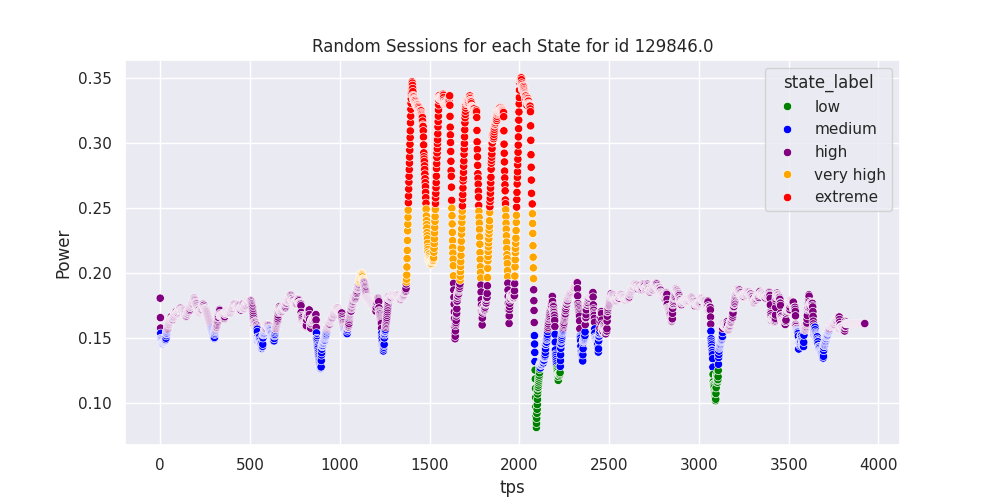 Random Sessions for each State for id 129846.0
0.35
0.30
0.25
0.20
0.15
0.10
Power
state_label
low
medium
high
very high
extreme
0 500 1000 1500 2000 2500 3000 3500 4000
tps